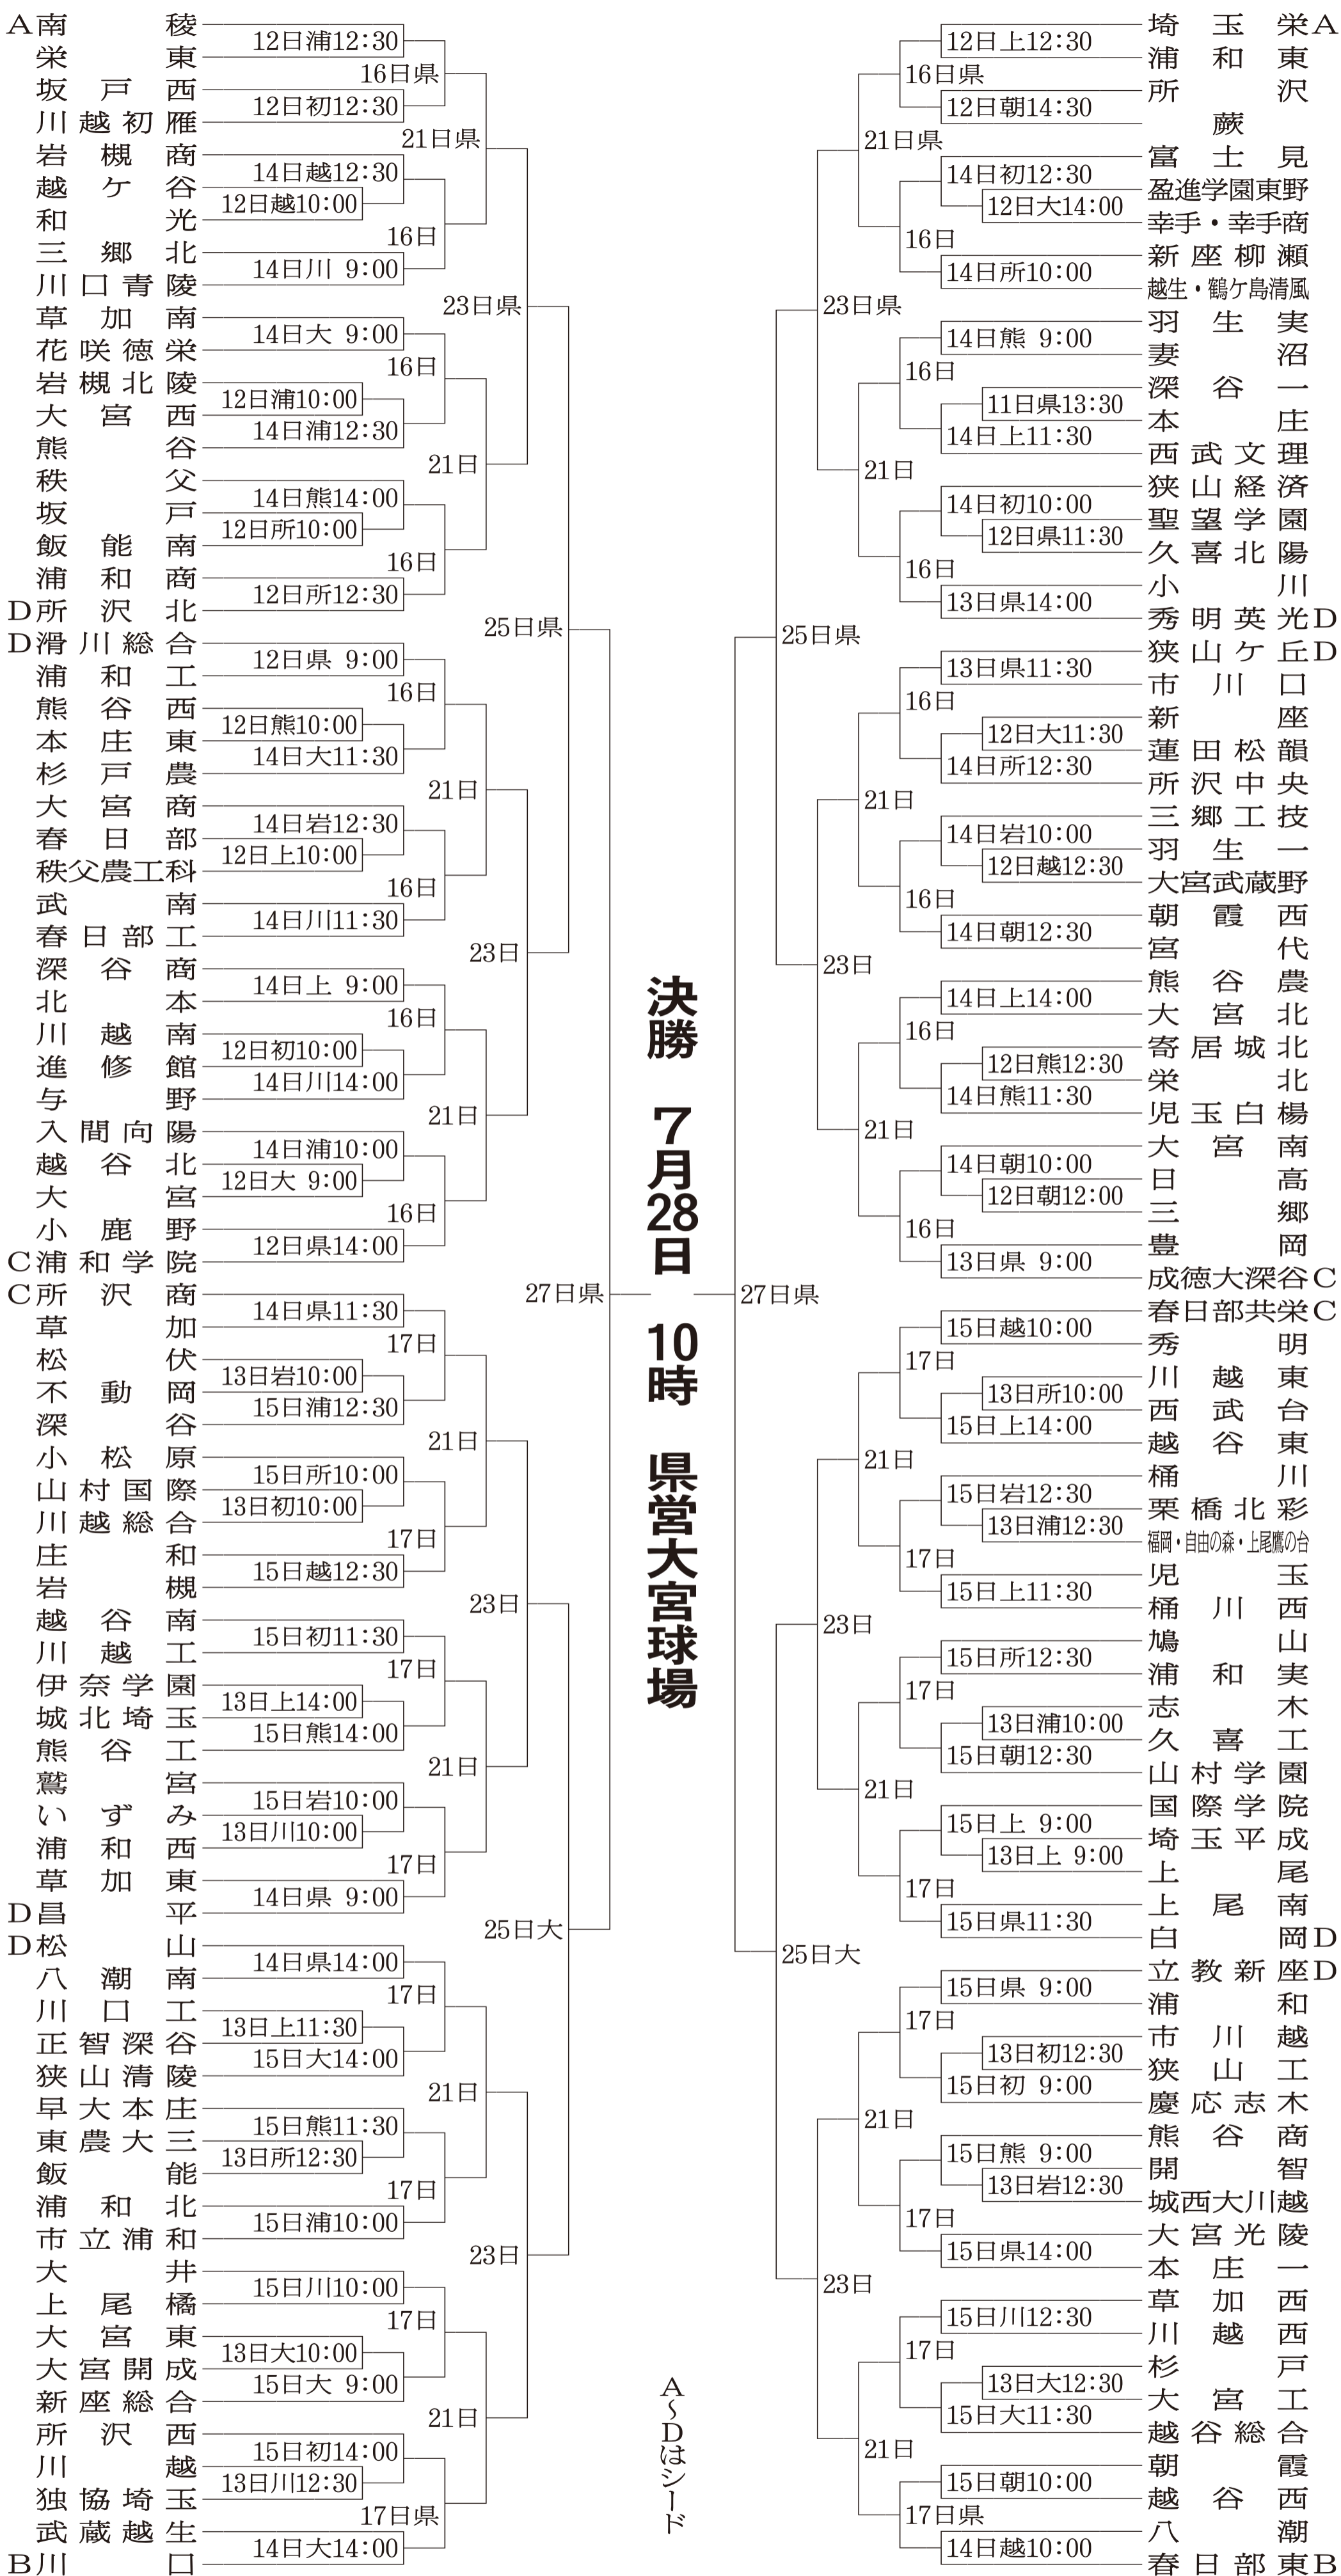 A南稜
12日浦12:30
栄東
16日県
坂戸西
12日初12:30
川越初雁
21日県
岩槻商
14日越12:30
越ケ谷
12日越10:00
和光
16日
三郷北
14日川 9:00
川口青陵
23日県
草加南
14日大 9:00
花咲徳栄
16日
岩槻北陵
12日浦10:00
大宮西
14日浦12:30
熊谷
21日
秩父
14日熊14:00
坂戸
12日所10:00
飯能南
16日
浦和商
12日所12:30
D所沢北
25日県
D滑川総合
12日県 9:00
浦和工
16日
熊谷西
12日熊10:00
本庄東
14日大11:30
杉戸農
21日
大宮商
14日岩12:30
春日部
12日上10:00
秩父農工科
16日
武南
14日川11:30
春日部工
23日
深谷商
14日上 9:00
北本
16日
川越南
12日初10:00
進修館
14日川14:00
与野
21日
入間向陽
14日浦10:00
越谷北
12日大 9:00
大宮
16日
小鹿野
12日県14:00
C浦和学院
27日県
C所沢商
14日県11:30
草加
17日
松伏
13日岩10:00
不動岡
15日浦12:30
深谷
21日
小松原
15日所10:00
山村国際
13日初10:00
川越総合
17日
庄和
15日越12:30
岩槻
23日
越谷南
15日初11:30
川越工
17日
伊奈学園
13日上14:00
城北埼玉
15日熊14:00
熊谷工
21日
鷲宮
15日岩10:00
いずみ
13日川10:00
浦和西
17日
草加東
14日県 9:00
D昌平
25日大
D松山
14日県14:00
八潮南
17日
川口工
13日上11:30
正智深谷
15日大14:00
狭山清陵
21日
早大本庄
15日熊11:30
東農大三
13日所12:30
飯能
17日
浦和北
15日浦10:00
市立浦和
23日
大井
15日川10:00
上尾橘
17日
大宮東
13日大10:00
大宮開成
15日大 9:00
新座総合
21日
所沢西
15日初14:00
川越
13日川12:30
独協埼玉
17日県
武蔵越生
14日大14:00
B川口
決勝 7月28日 10時 県営大宮球場
A～Dはシード
埼玉栄A
12日上12:30
浦和東
16日県
所沢
12日朝14:30
蕨
21日県
富士見
14日初12:30
盈進学園東野
12日大14:00
幸手・幸手商
16日
新座柳瀬
14日所10:00
越生・鶴ケ島清風
23日県
羽生実
14日熊 9:00
妻沼
16日
深谷一
11日県13:30
本庄
14日上11:30
西武文理
21日
狭山経済
14日初10:00
聖望学園
12日県11:30
久喜北陽
16日
小川
13日県14:00
秀明英光D
25日県
狭山ケ丘D
13日県11:30
市川口
16日
新座
12日大11:30
蓮田松韻
14日所12:30
所沢中央
21日
三郷工技
14日岩10:00
羽生一
12日越12:30
大宮武蔵野
16日
朝霞西
14日朝12:30
宮代
23日
熊谷農
14日上14:00
大宮北
16日
寄居城北
12日熊12:30
栄北
14日熊11:30
児玉白楊
21日
大宮南
14日朝10:00
日高
12日朝12:00
三郷
16日
豊岡
13日県 9:00
成徳大深谷C
27日県
春日部共栄C
15日越10:00
秀明
17日
川越東
13日所10:00
西武台
15日上14:00
越谷東
21日
桶川
15日岩12:30
栗橋北彩
13日浦12:30
福岡・自由の森・上尾鷹の台
17日
児玉
15日上11:30
桶川西
23日
鳩山
15日所12:30
浦和実
17日
志木
13日浦10:00
久喜工
15日朝12:30
山村学園
21日
国際学院
15日上 9:00
埼玉平成
13日上 9:00
上尾
17日
上尾南
15日県11:30
白岡D
25日大
立教新座D
15日県 9:00
浦和
17日
市川越
13日初12:30
狭山工
15日初 9:00
慶応志木
21日
熊谷商
15日熊 9:00
開智
13日岩12:30
城西大川越
17日
大宮光陵
15日県14:00
本庄一
23日
草加西
15日川12:30
川越西
17日
杉戸
13日大12:30
大宮工
15日大11:30
越谷総合
21日
朝霞
15日朝10:00
越谷西
17日県
八潮
14日越10:00
春日部東B